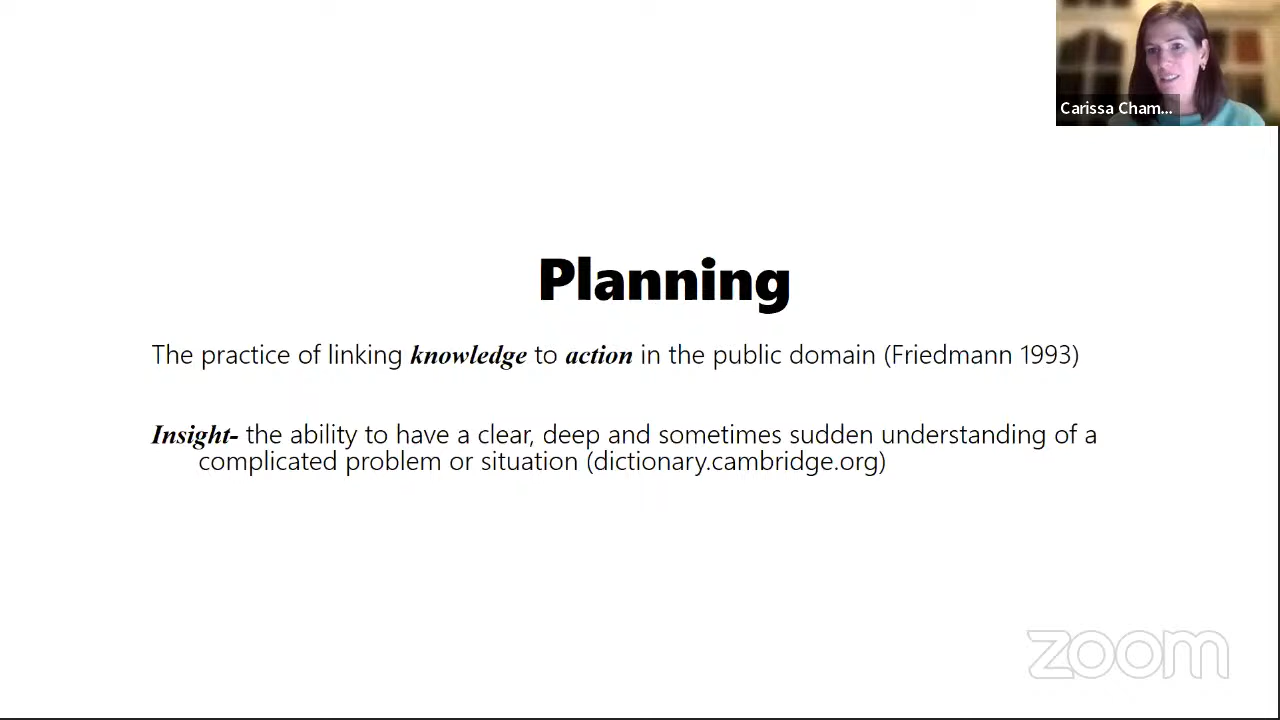 Carissa Cham...
Planning
The practice of linking knowledge to action in the public domain (Friedmann 1993)
Insight- the ability to have a clear, deep and sometimes sudden understanding of a
complicated problem or situation (dictionary.cambridge.org)
zoom